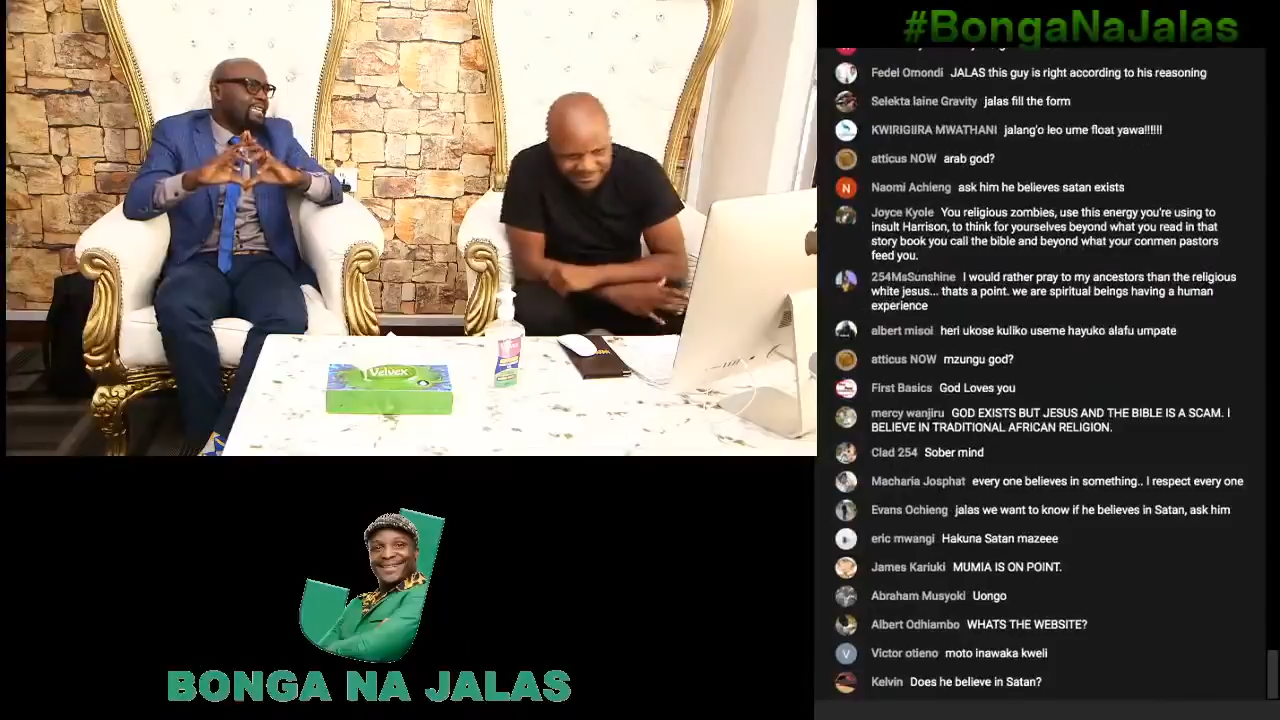 #BongaNaJalas
Fedel Omondi JALAS this guy is right according to his reasoning
Selekta laine Gravity jalas fill the form
KWIRIGIIRA MWATHANI jalang'o leo ume float yawa!!!!!!
atticus NOW arab god?
Naomi Achieng ask him he believes satan exists
Joyce Kyole You religious zombies, use this energy you're using to
insult Harrison, to think for yourselves beyond what you read in that
story book you call the bible and beyond what your conmen pastors
feed you.
254MsSunshine I would rather pray to my ancestors than the religious
white jesus... thats a point. we are spiritual beings having a human
experience
albert misoi heri ukose kuliko useme hayuko alafu umpate
atticus NOW mzungu god?
First Basics God Loves you
mercy wanjiru GOD EXISTS BUT JESUS AND THE BIBLE IS A SCAM. I
BELIEVE IN TRADITIONAL AFRICAN RELIGION.
Clad 254 Sober mind
Macharia Josphat every one believes in something.. I respect every one
Evans Ochieng jalas we want to know if he believes in Satan, ask him
eric mwangi Hakuna Satan mazeee
James Kariuki MUMIA IS ON POINT.
Abraham Musyoki Uongo
Albert Odhiambo WHATS THE WEBSITE?
V Victor otieno moto inawaka kweli
Kelvin Does he believe in Satan?
Velvex
BONGA NA JALAS